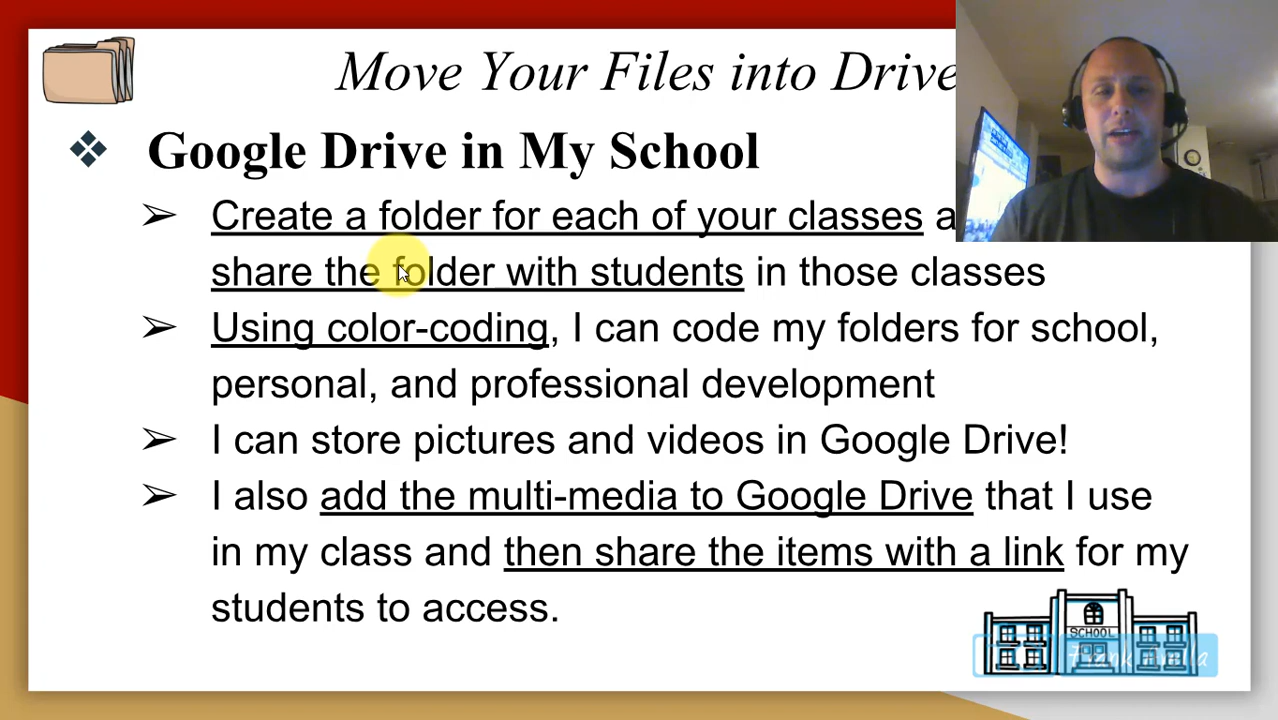 Move Your Files into Drive
Google Drive in My School
Create a folder for each of your classes a
share the folder with students in those classes
Using color-coding, I can code my folders for school,
personal, and professional development
I can store pictures and videos in Google Drive!
I also add the multi-media to Google Drive that I use
in my class and then share the items with a link for my
students to access.
SCHOOL
Frank